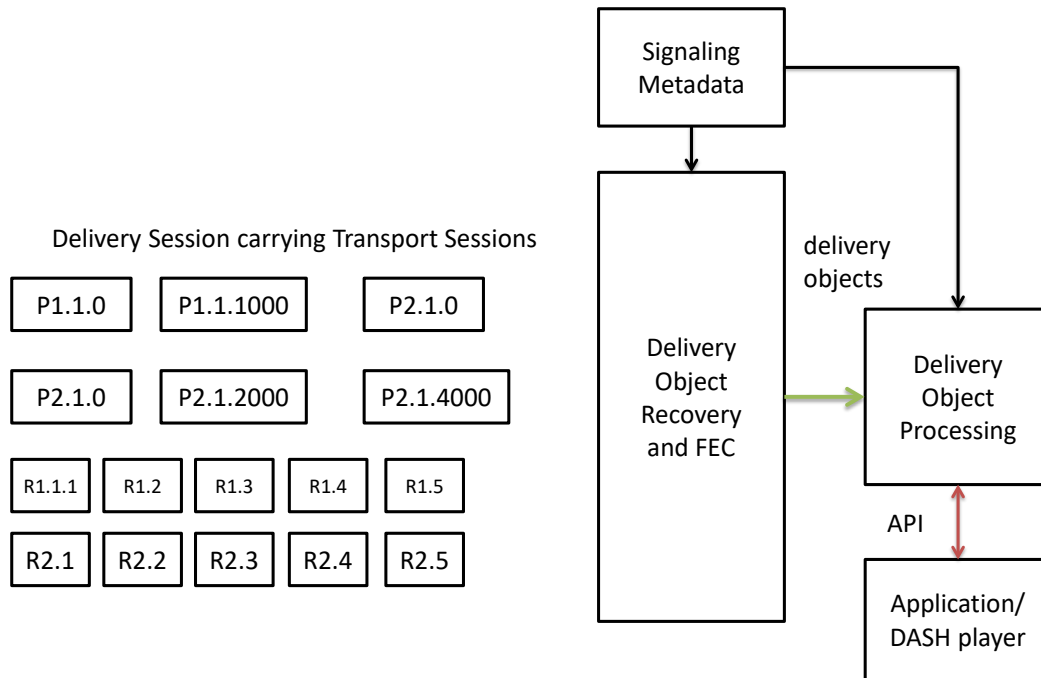 Signaling
Metadata
Delivery Session carrying Transport Sessions
P1.1.0
P1.1.1000
P2.1.0
P2.1.0
P2.1.2000
P2.1.4000
R1.1.1
R1.2
R1.3
R1.4
R1.5
R2.1
R2.2
R2.3
R2.4
R2.5
Delivery
Object
Recovery
and FEC
delivery
objects
Delivery
Object
Processing
API
Application/
DASH player